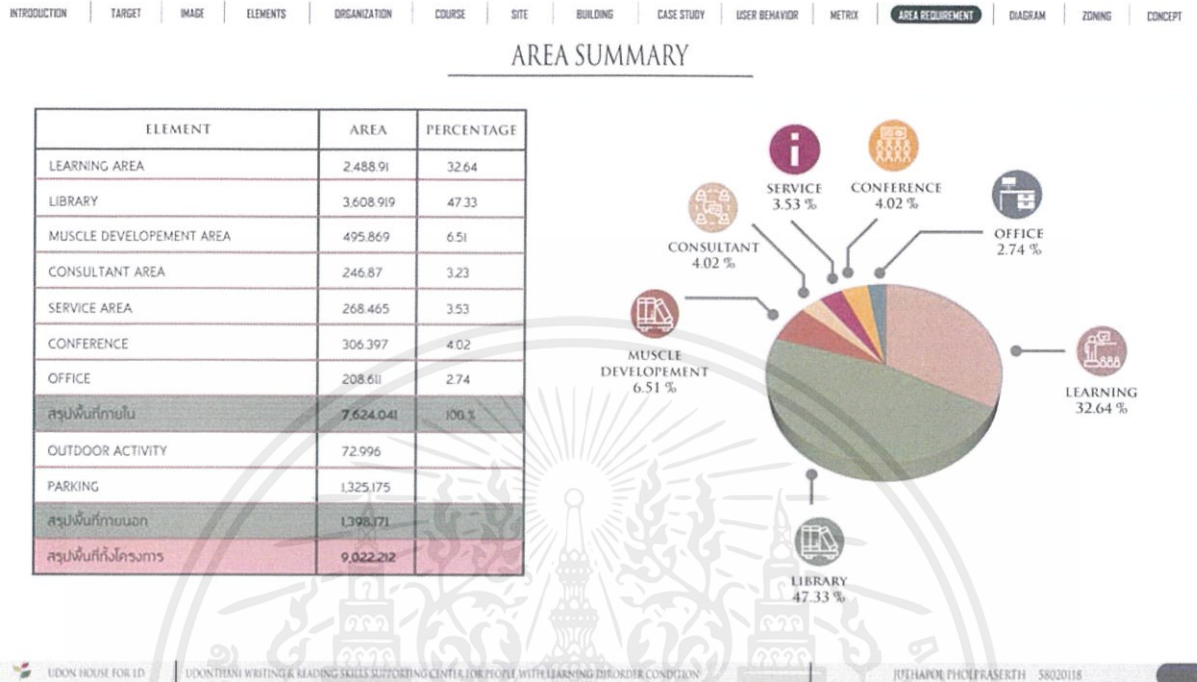 INTRODUCTION TARGET IMAGE ELEMENTS ORGANIZATION COURSE SITE BUILDING CASE STUDY USER BEHAVIOR METRIX AREA REQUIREMENT DIAGRAM ZONING CONCEPT
AREA SUMMARY
ELEMENT AREA PERCENTAGE
LEARNING AREA 2,488.91 32.64
LIBRARY 3,608.919 47.33
MUSCLE DEVELOPEMENT AREA 495.869 6.51
CONSULTANT AREA 246.87 3.23
SERVICE AREA 268.465 3.53
CONFERENCE 306.397 4.02
OFFICE 208.611 2.74
สรุปพื้นที่ภายใน 7,624.041 100 %
OUTDOOR ACTIVITY 72.996
PARKING 1,325.175
สรุปพื้นที่ภายนอก 1,398.171
สรุปพื้นที่ทั้งโครงการ 9,022.212
SERVICE
3.53 %
CONFERENCE
4.02 %
OFFICE
2.74 %
CONSULTANT
4.02 %
MUSCLE
DEVELOPEMENT
6.51 %
LEARNING
32.64 %
LIBRARY
47.33 %
UDON HOUSE FOR LD UDONTHANI WRITING & READING SKILLS SUPPORTING CENTER FOR PEOPLE WITH LEARNING DISRORDER CONDITION JUTHAPOL PHOLPRASERTH 58020118